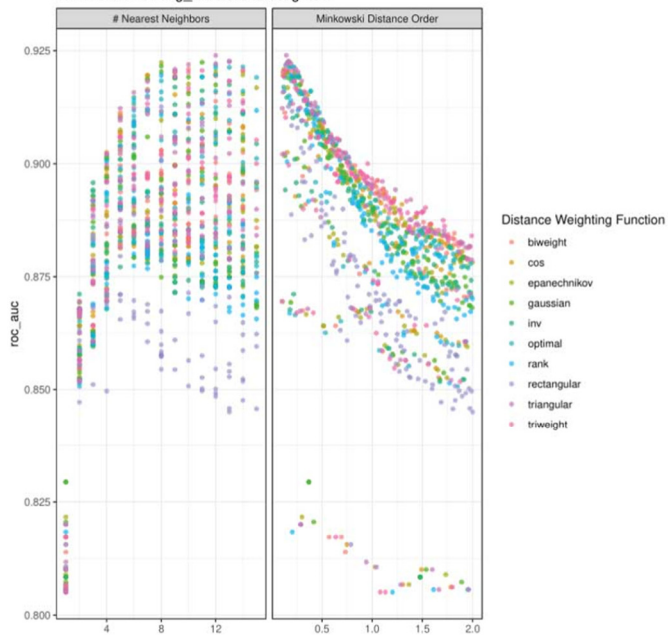 # Nearest Neighbors
Minkowski Distance Order
0.925
0.900
0.875
0.850
0.825
0.800
roc_auc
4 8 12
0.5 1.0 1.5 2.0
Distance Weighting Function
biweight
cos
epanechnikov
gaussian
inv
optimal
rank
rectangular
triangular
triweight